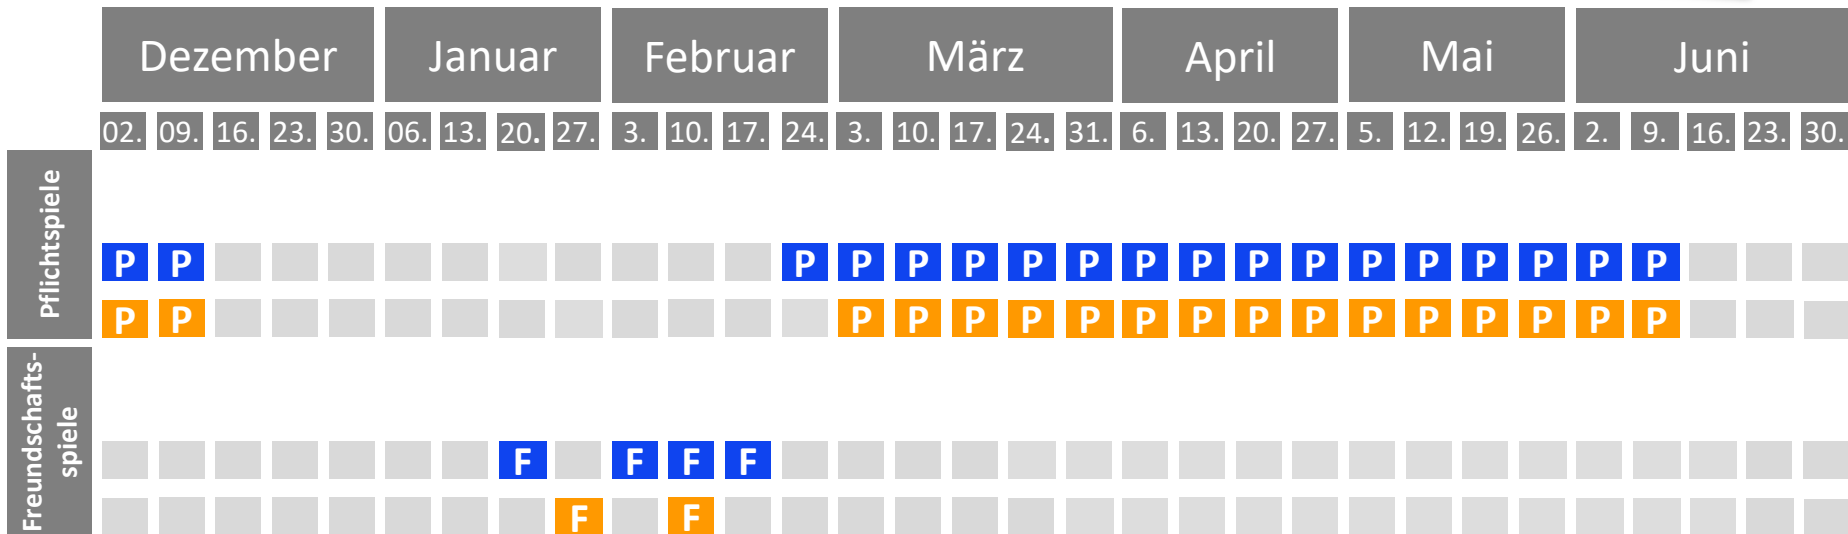 Dezember Januar Februar März April Mai Juni
02. 09. 16. 23. 30. 06. 13. 20. 27. 3. 10. 17. 24. 3. 10. 17. 24. 31. 6. 13. 20. 27. 5. 12. 19. 26. 2. 9. 16. 23. 30.
Pflichtspiele
P P P P P P P P P P P P P P P P P P
P P P P P P P P P P P P P P P P P
Freundschafts-
spiele
F F F F
F F